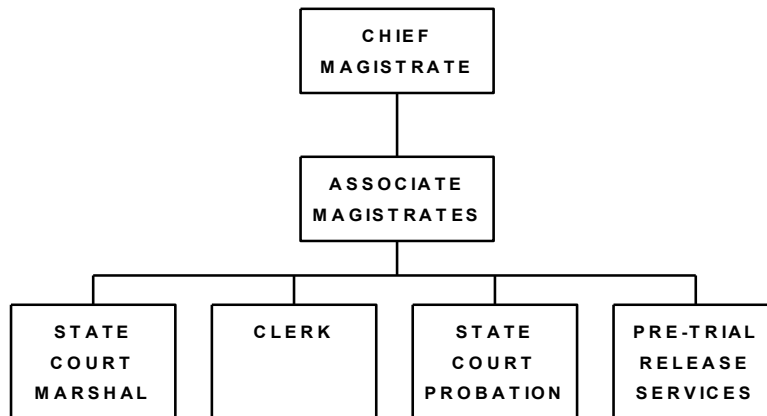 CHIEF
MAGISTRATE
ASSOCIATE
MAGISTRATES
STATE
COURT
MARSHAL
CLERK
STATE
COURT
PROBATION
PRE-TRIAL
RELEASE
SERVICES